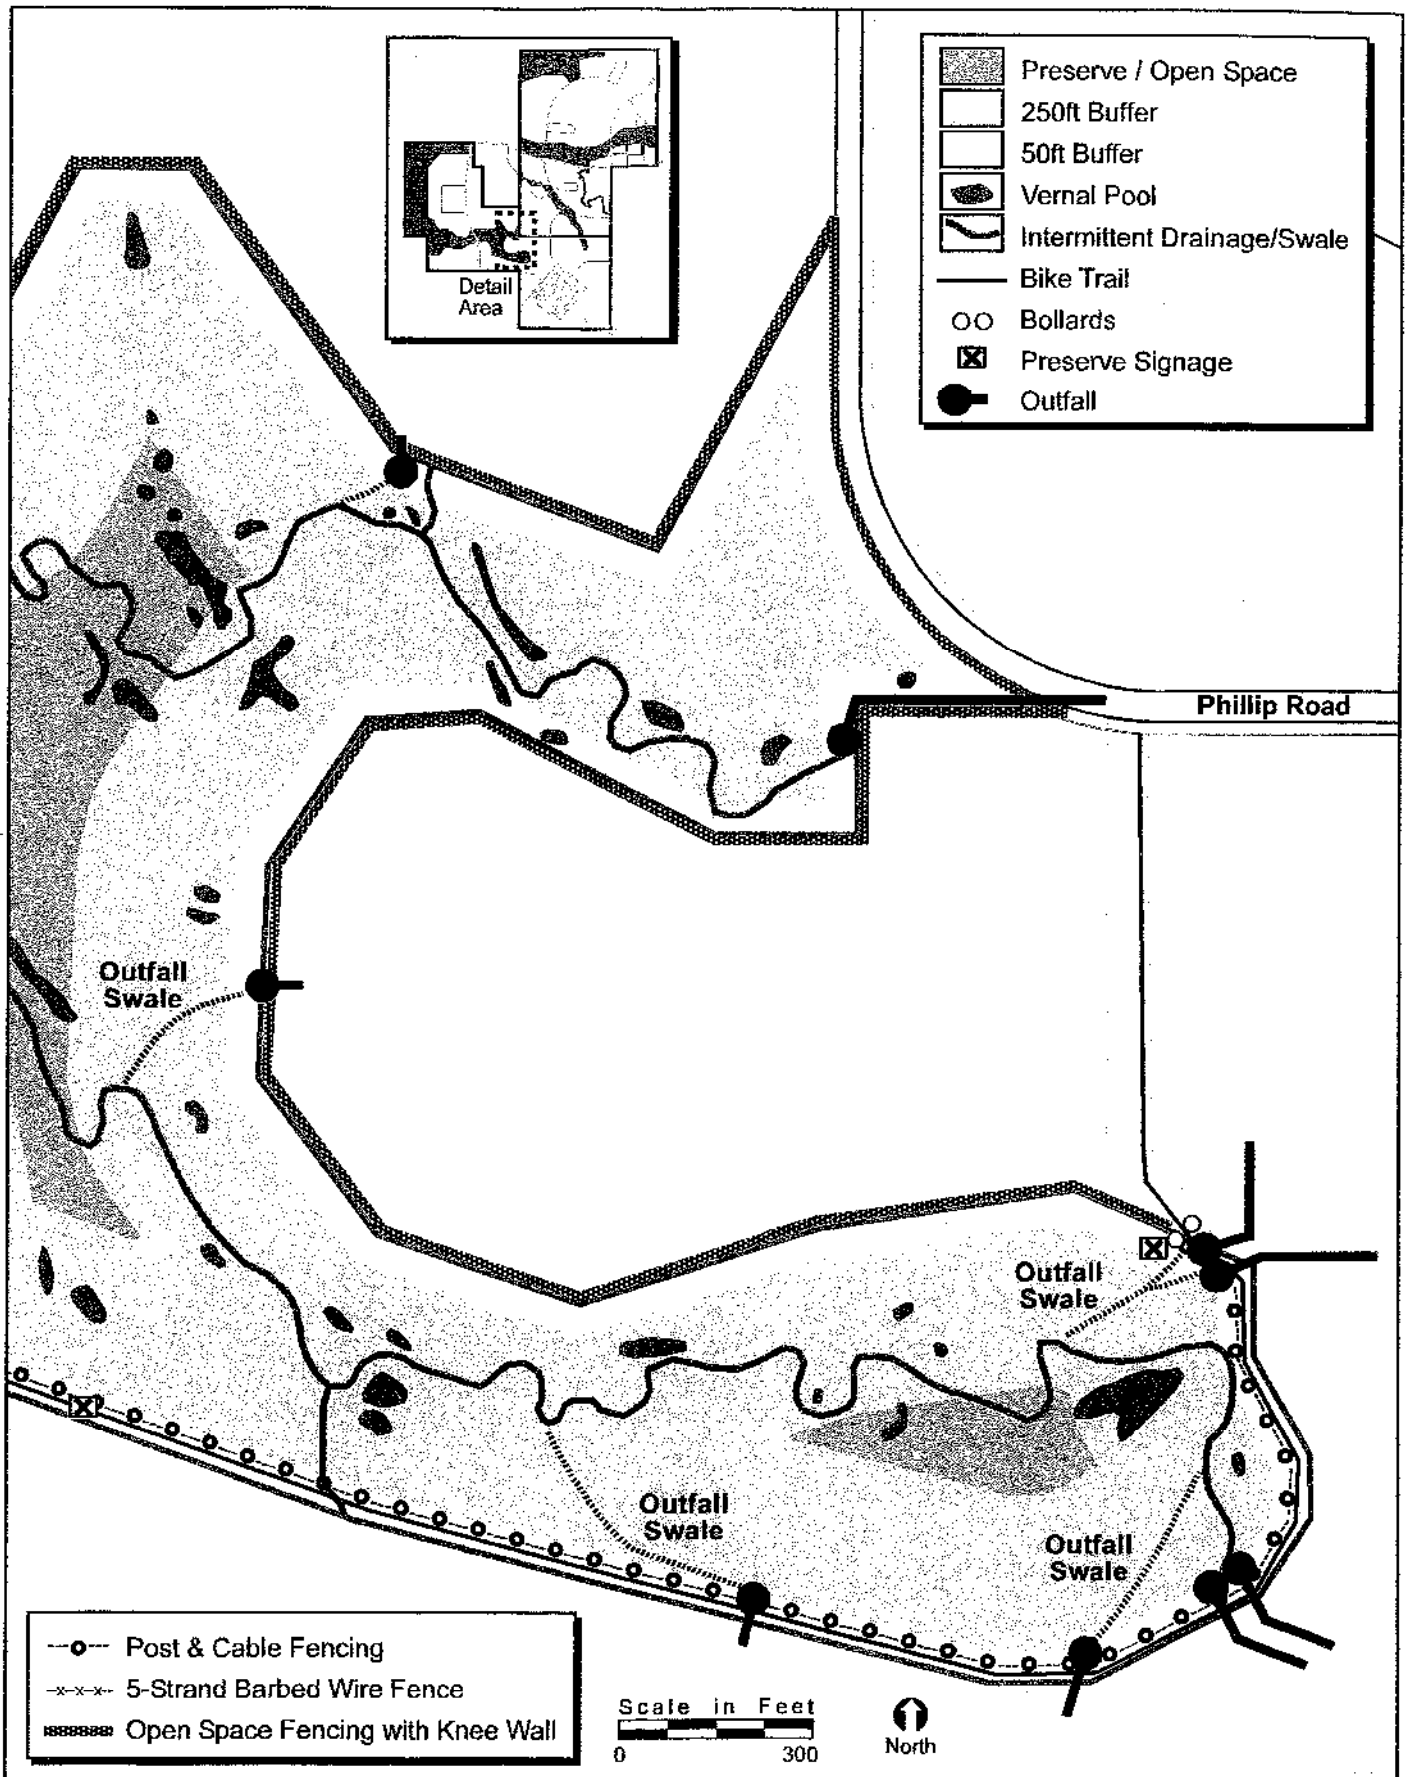 Detail
Area
Preserve / Open Space
250ft Buffer
50ft Buffer
Vernal Pool
Intermittent Drainage/Swale
Bike Trail
Bollards
Preserve Signage
Outfall
Phillip Road
Outfall
Swale
Outfall
Swale
Outfall
Swale
Outfall
Swale
Post & Cable Fencing
5-Strand Barbed Wire Fence
Open Space Fencing with Knee Wall
Scale in Feet
0 300
North